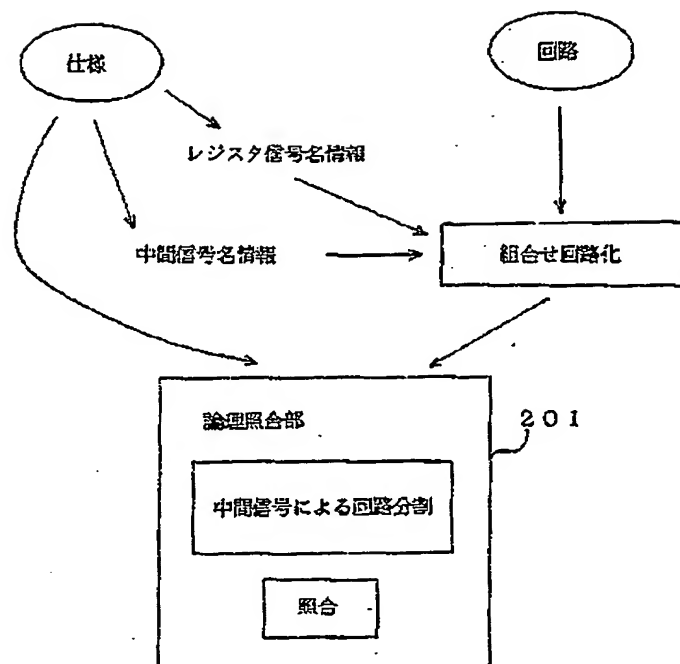 仕様
回路
レジスタ信号名情報
中間信号名情報
組合せ回路化
論理照合部
201
中間信号による回路分割
照合